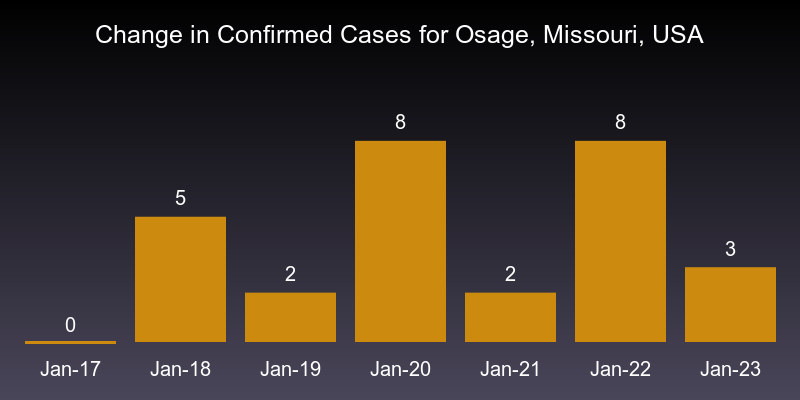 Change in Confirmed Cases for Osage, Missouri, USA
8 8
5
3
2 2
0
Jan-17 Jan-18 Jan-19 Jan-20 Jan-21 Jan-22 Jan-23